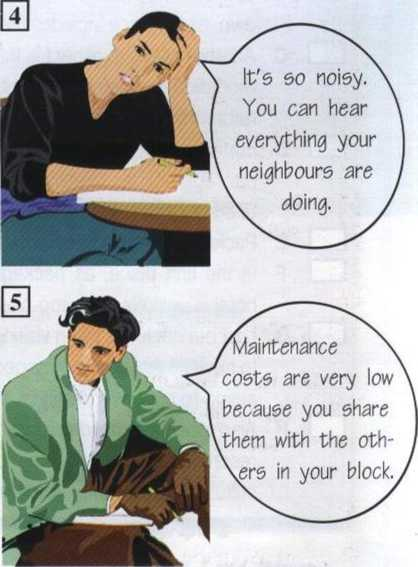 4
It's so noisy.
You can hear
everything your
neighbours are
doing.
5
Maintenance
costs are very low
because you share
them with the oth-
ers in your block.